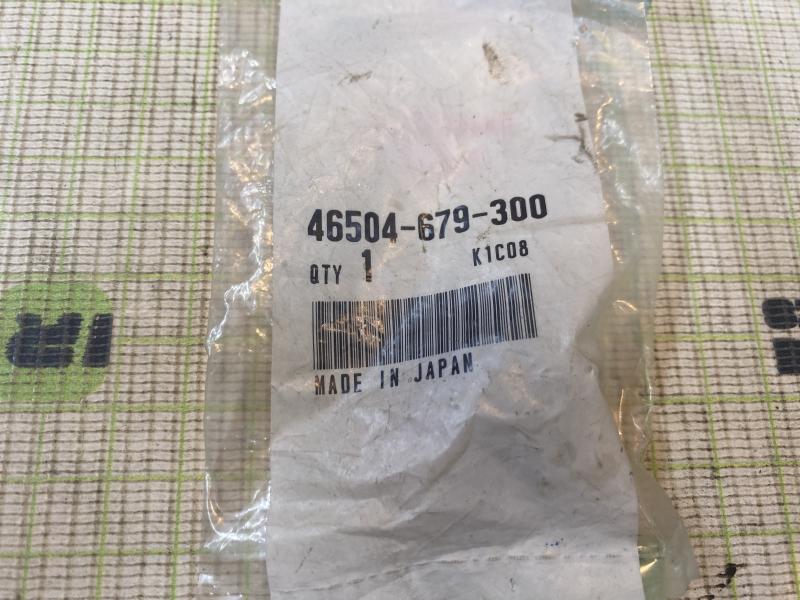 46504-679-300
QTY 1 K1C08
MADE IN JAPAN